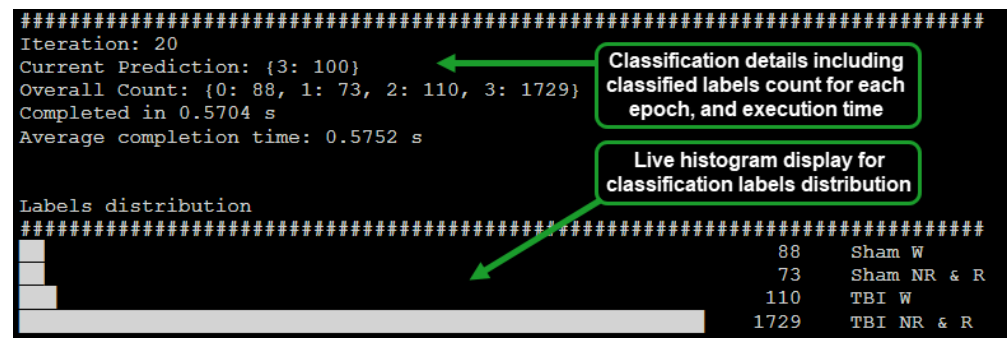 ###############################################################################
Iteration: 20
Current Prediction: {3: 100}
Overall Count: {0: 88, 1: 73, 2: 110, 3: 1729}
Completed in 0.5704 s
Average completion time: 0.5752 s
Classification details including
classified labels count for each
epoch, and execution time
Live histogram display for
classification labels distribution
Labels distribution
###############################################################################
88 Sham W
73 Sham NR & R
110 TBI W
1729 TBI NR & R